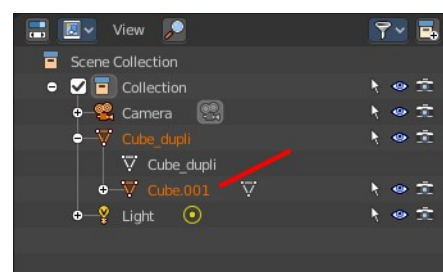 View
Scene Collection
Collection
Camera
Cube_dupli
Cube_dupli
Cube.001
Light